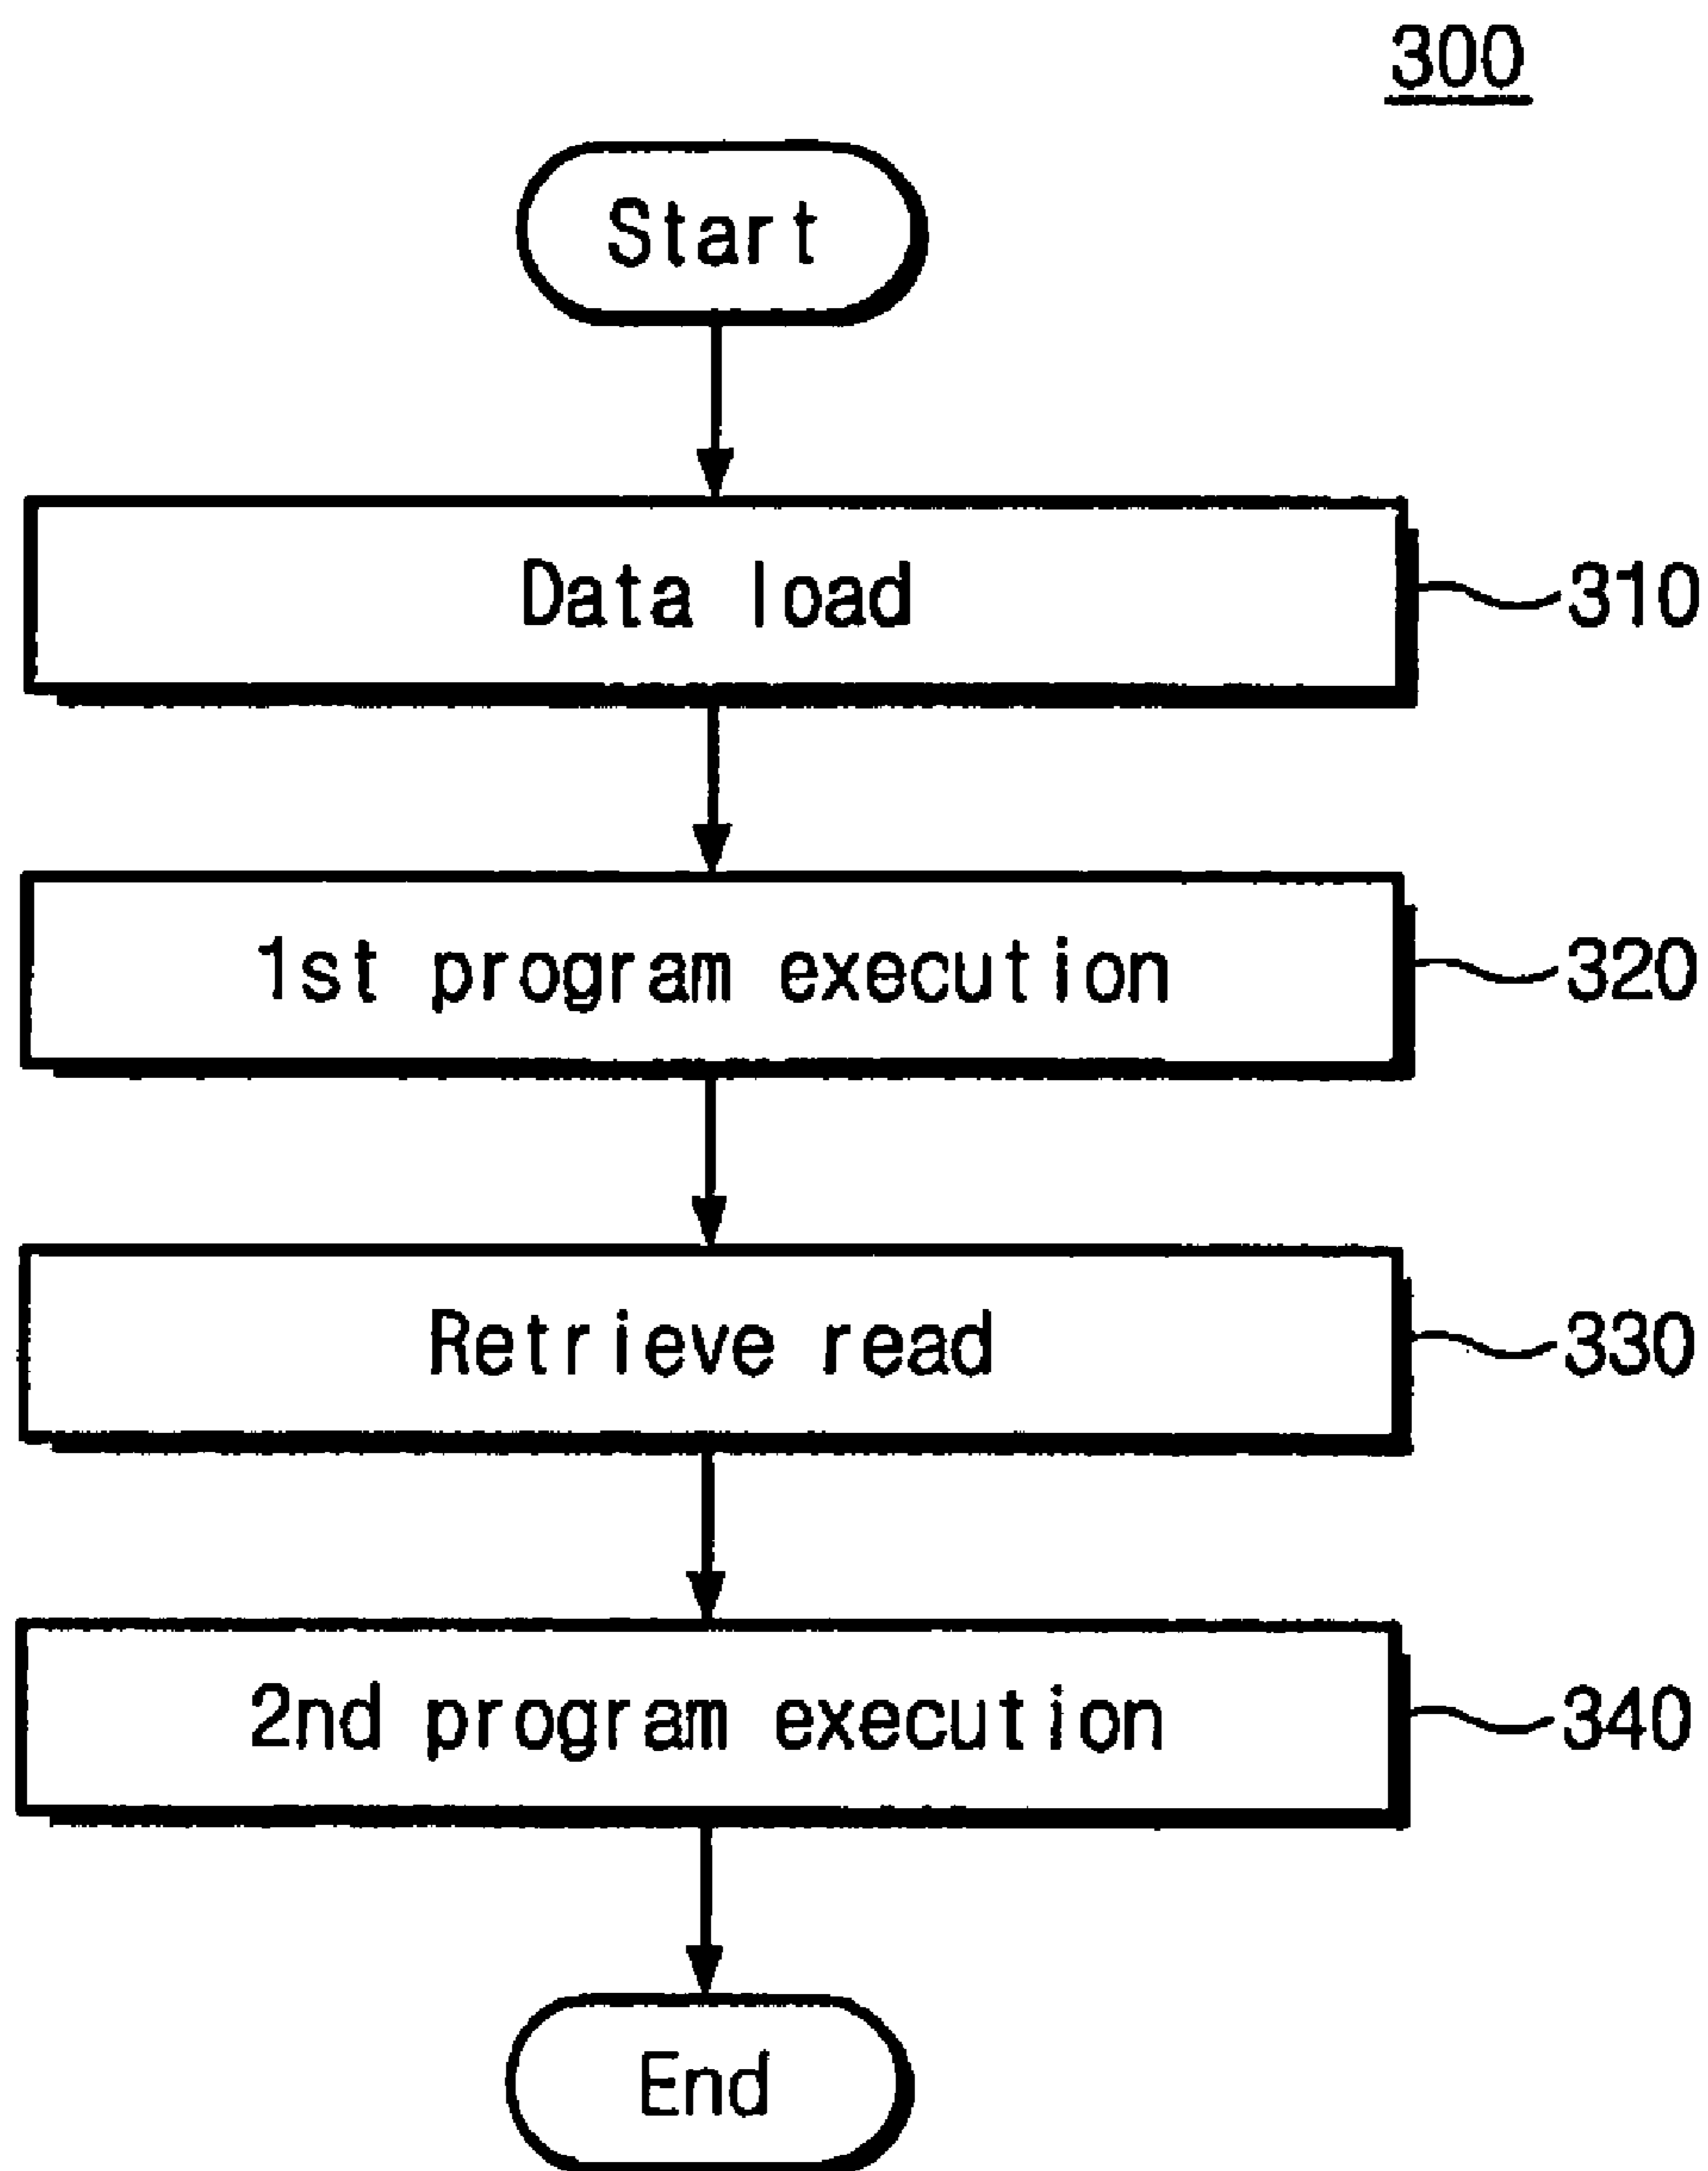 300
Start
Data load
310
1st program execution
320
Retrieve read
330
2nd program execution
340
End